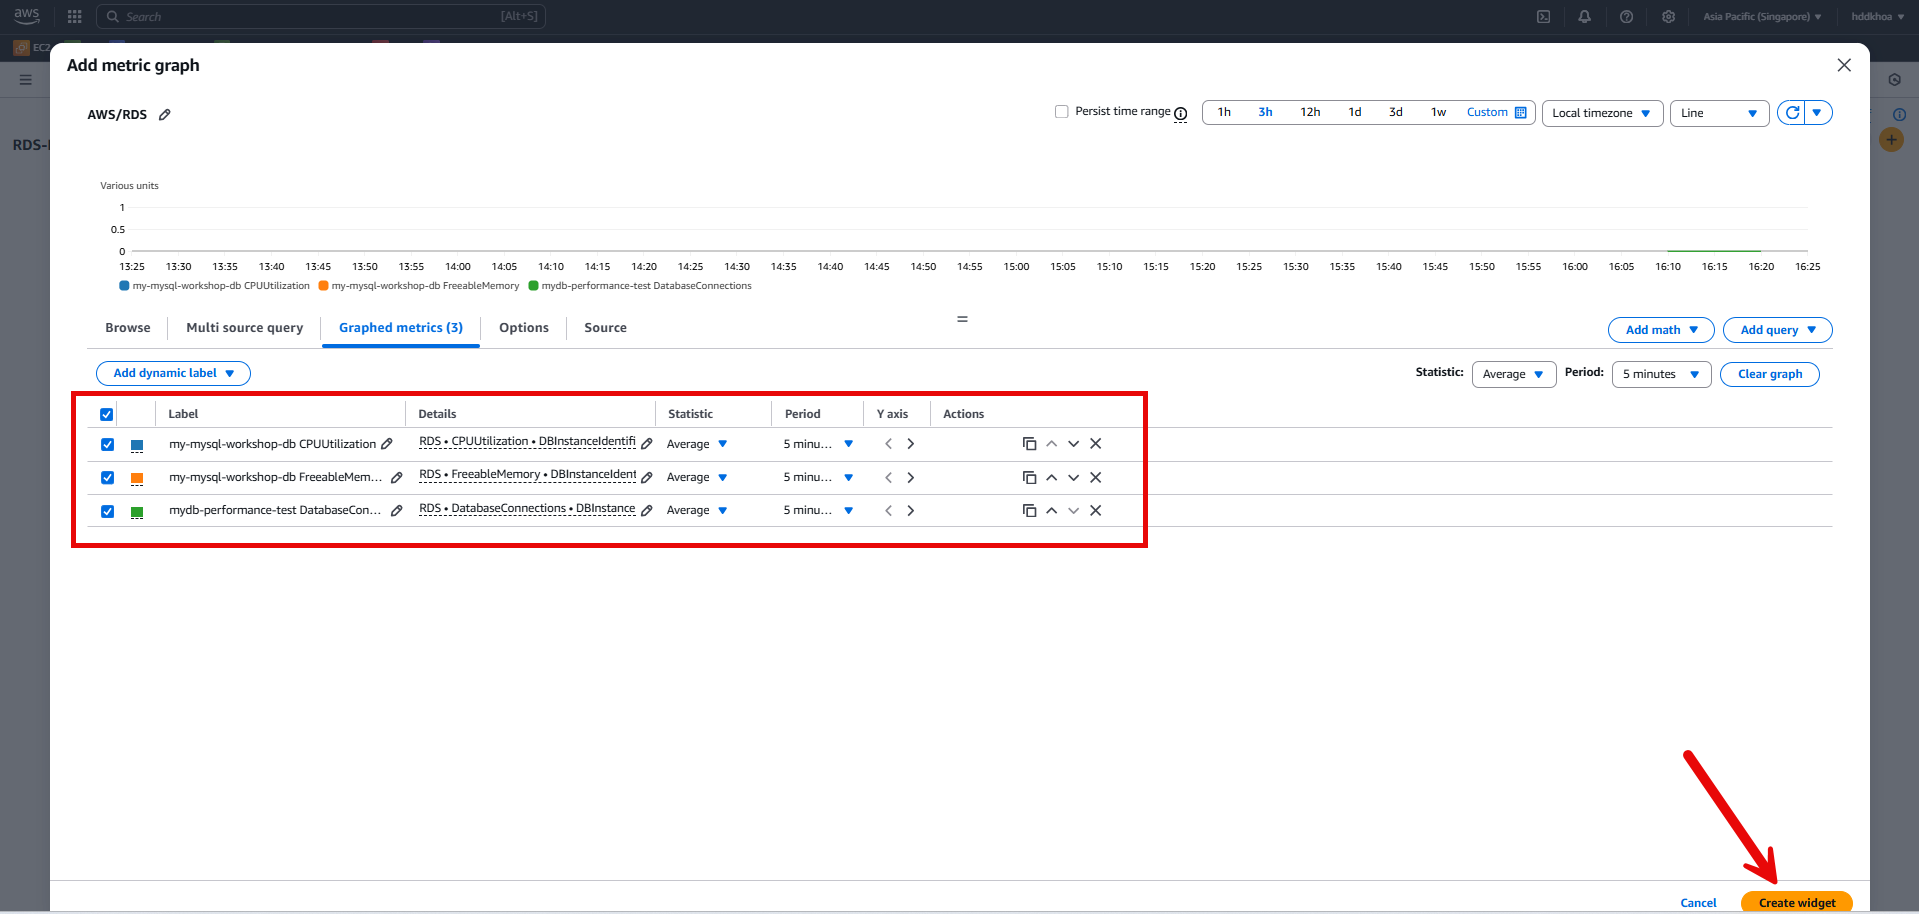 aws Search [Alt+S] Asia Pacific (Singapore) hddkhoa
EC2
Add metric graph
AWS/RDS Persist time range 1h 3h 12h 1d 3d 1w Custom Local timezone Line
RDS-
Various units
1
0.5
0
13:25 13:30 13:35 13:40 13:45 13:50 13:55 14:00 14:05 14:10 14:15 14:20 14:25 14:30 14:35 14:40 14:45 14:50 14:55 15:00 15:05 15:10 15:15 15:20 15:25 15:30 15:35 15:40 15:45 15:50 15:55 16:00 16:05 16:10 16:15 16:20 16:25
my-mysql-workshop-db CPUUtilization my-mysql-workshop-db FreeableMemory mydb-performance-test DatabaseConnections
Browse Multi source query Graphed metrics (3) Options Source Add math Add query
Add dynamic label Statistic: Average Period: 5 minutes Clear graph
Label Details Statistic Period Y axis Actions
my-mysql-workshop-db CPUUtilization RDS • CPUUtilization • DBInstanceIdentifi Average 5 minu...
my-mysql-workshop-db FreeableMem... RDS • FreeableMemory • DBInstanceIdent Average 5 minu...
mydb-performance-test DatabaseCon... RDS • DatabaseConnections • DBInstance Average 5 minu...
Cancel Create widget